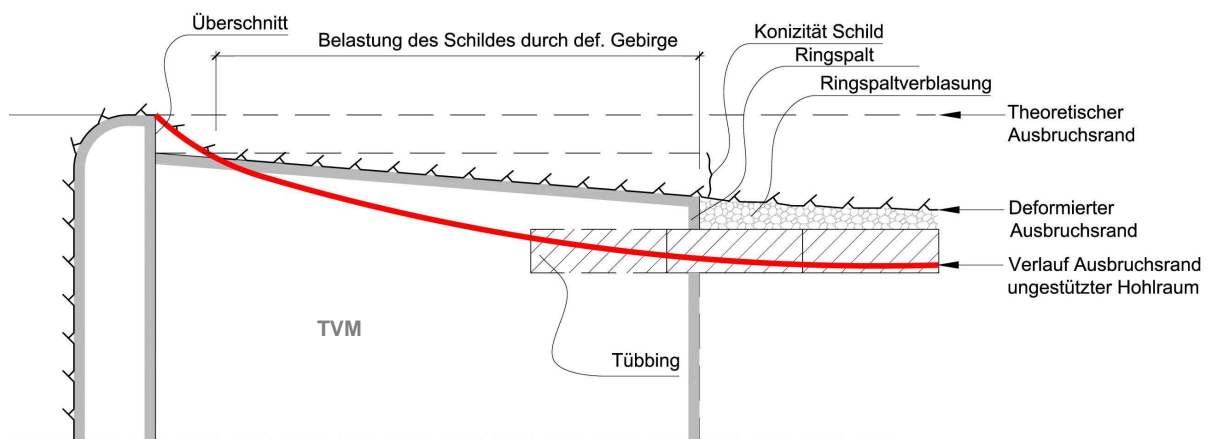 Überschnitt
Belastung des Schildes durch def. Gebirge
Konizität Schild
Ringspalt
Ringspaltverblasung
Theoretischer
Ausbruchsrand
Deformierter
Ausbruchsrand
Verlauf Ausbruchsrand
ungestützter Hohlraum
TVM
Tübbing